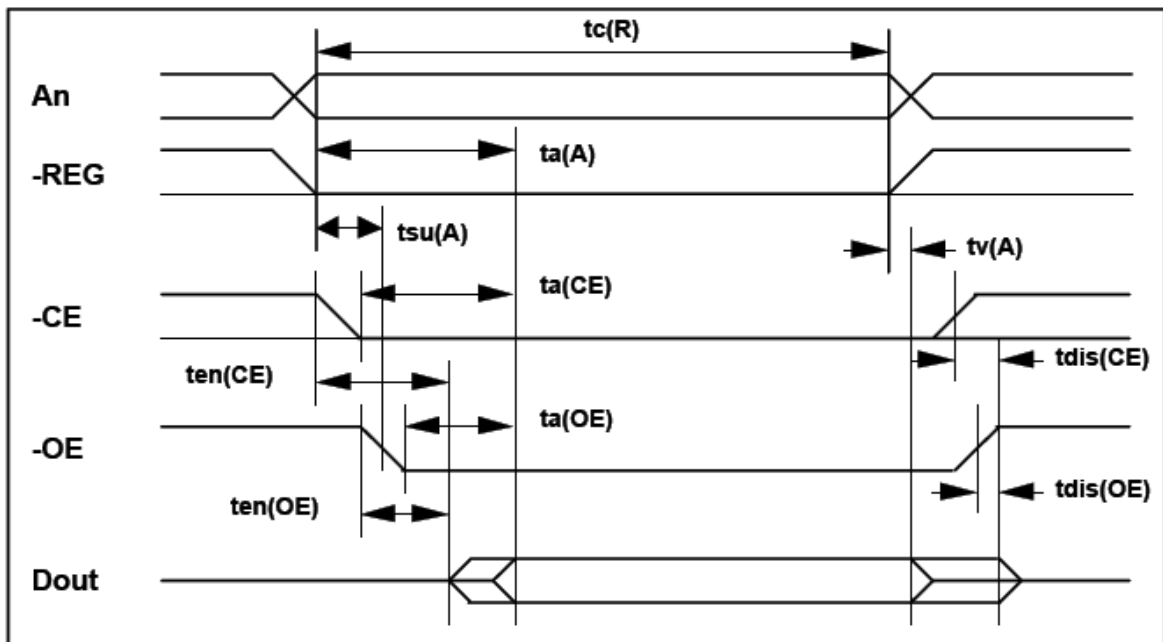 tc(R)
An
ta(A)
-REG
tsu(A)
tv(A)
ta(CE)
-CE
ten(CE)
tdis(CE)
ta(OE)
-OE
ten(OE)
tdis(OE)
Dout